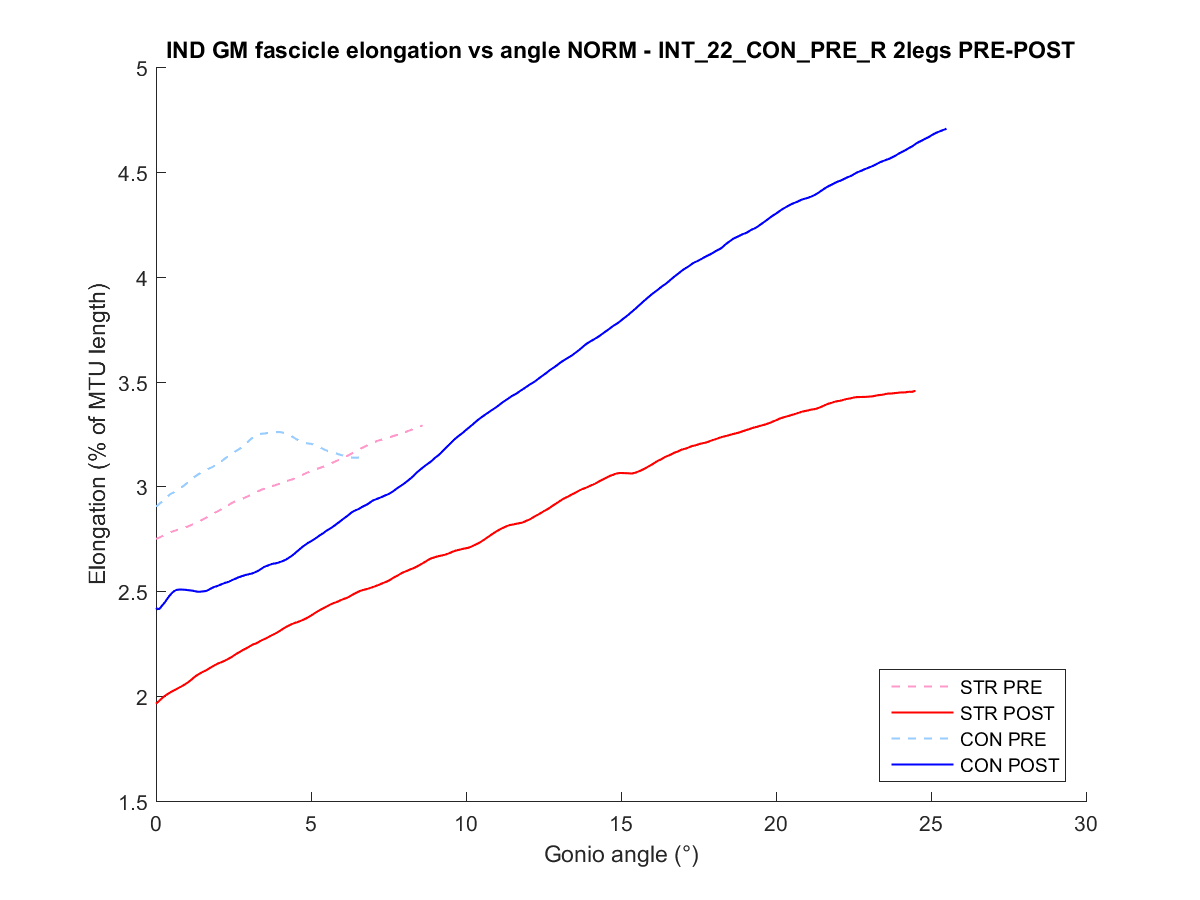 IND GM fascicle elongation vs angle NORM - INT_22_CON_PRE_R 2legs PRE-POST
5
4.5
4
3.5
3
2.5
2
1.5
Elongation (% of MTU length)
0 5 10 15 20 25 30
Gonio angle (°)
STR PRE
STR POST
CON PRE
CON POST